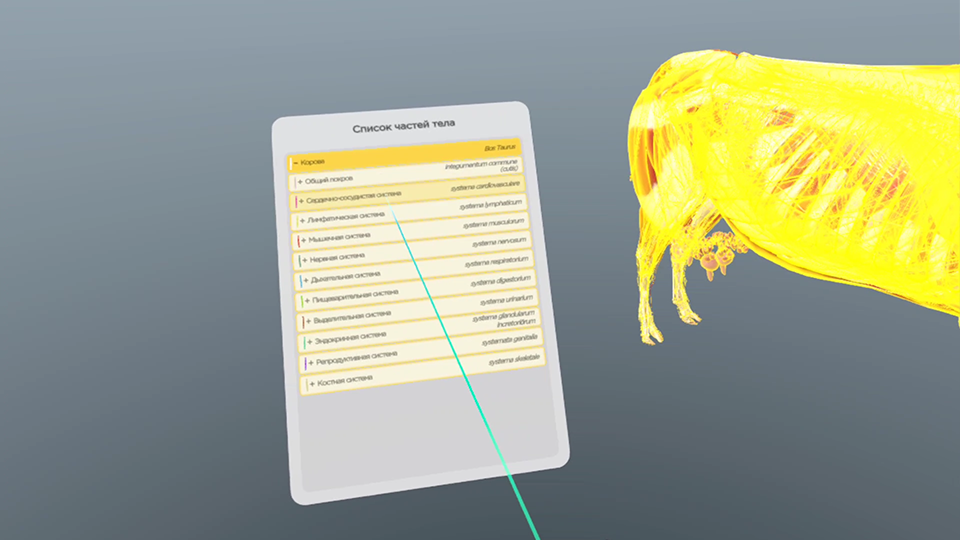 Список частей тела
− Корова Bos Taurus
+ Общий покров integumentum commune
(cutis)
+ Сердечно-сосудистая система systema cardiovasculare
+ Лимфатическая система systema lymphaticum
+ Мышечная система systema musculorum
+ Нервная система systema nervosum
+ Дыхательная система systema respiratorium
+ Пищеварительная система systema digestorium
+ Выделительная система systema urinarium
+ Эндокринная система systema glandularum
incretoriōrum
+ Репродуктивная система systemata genitalia
+ Костная система systema skeletale